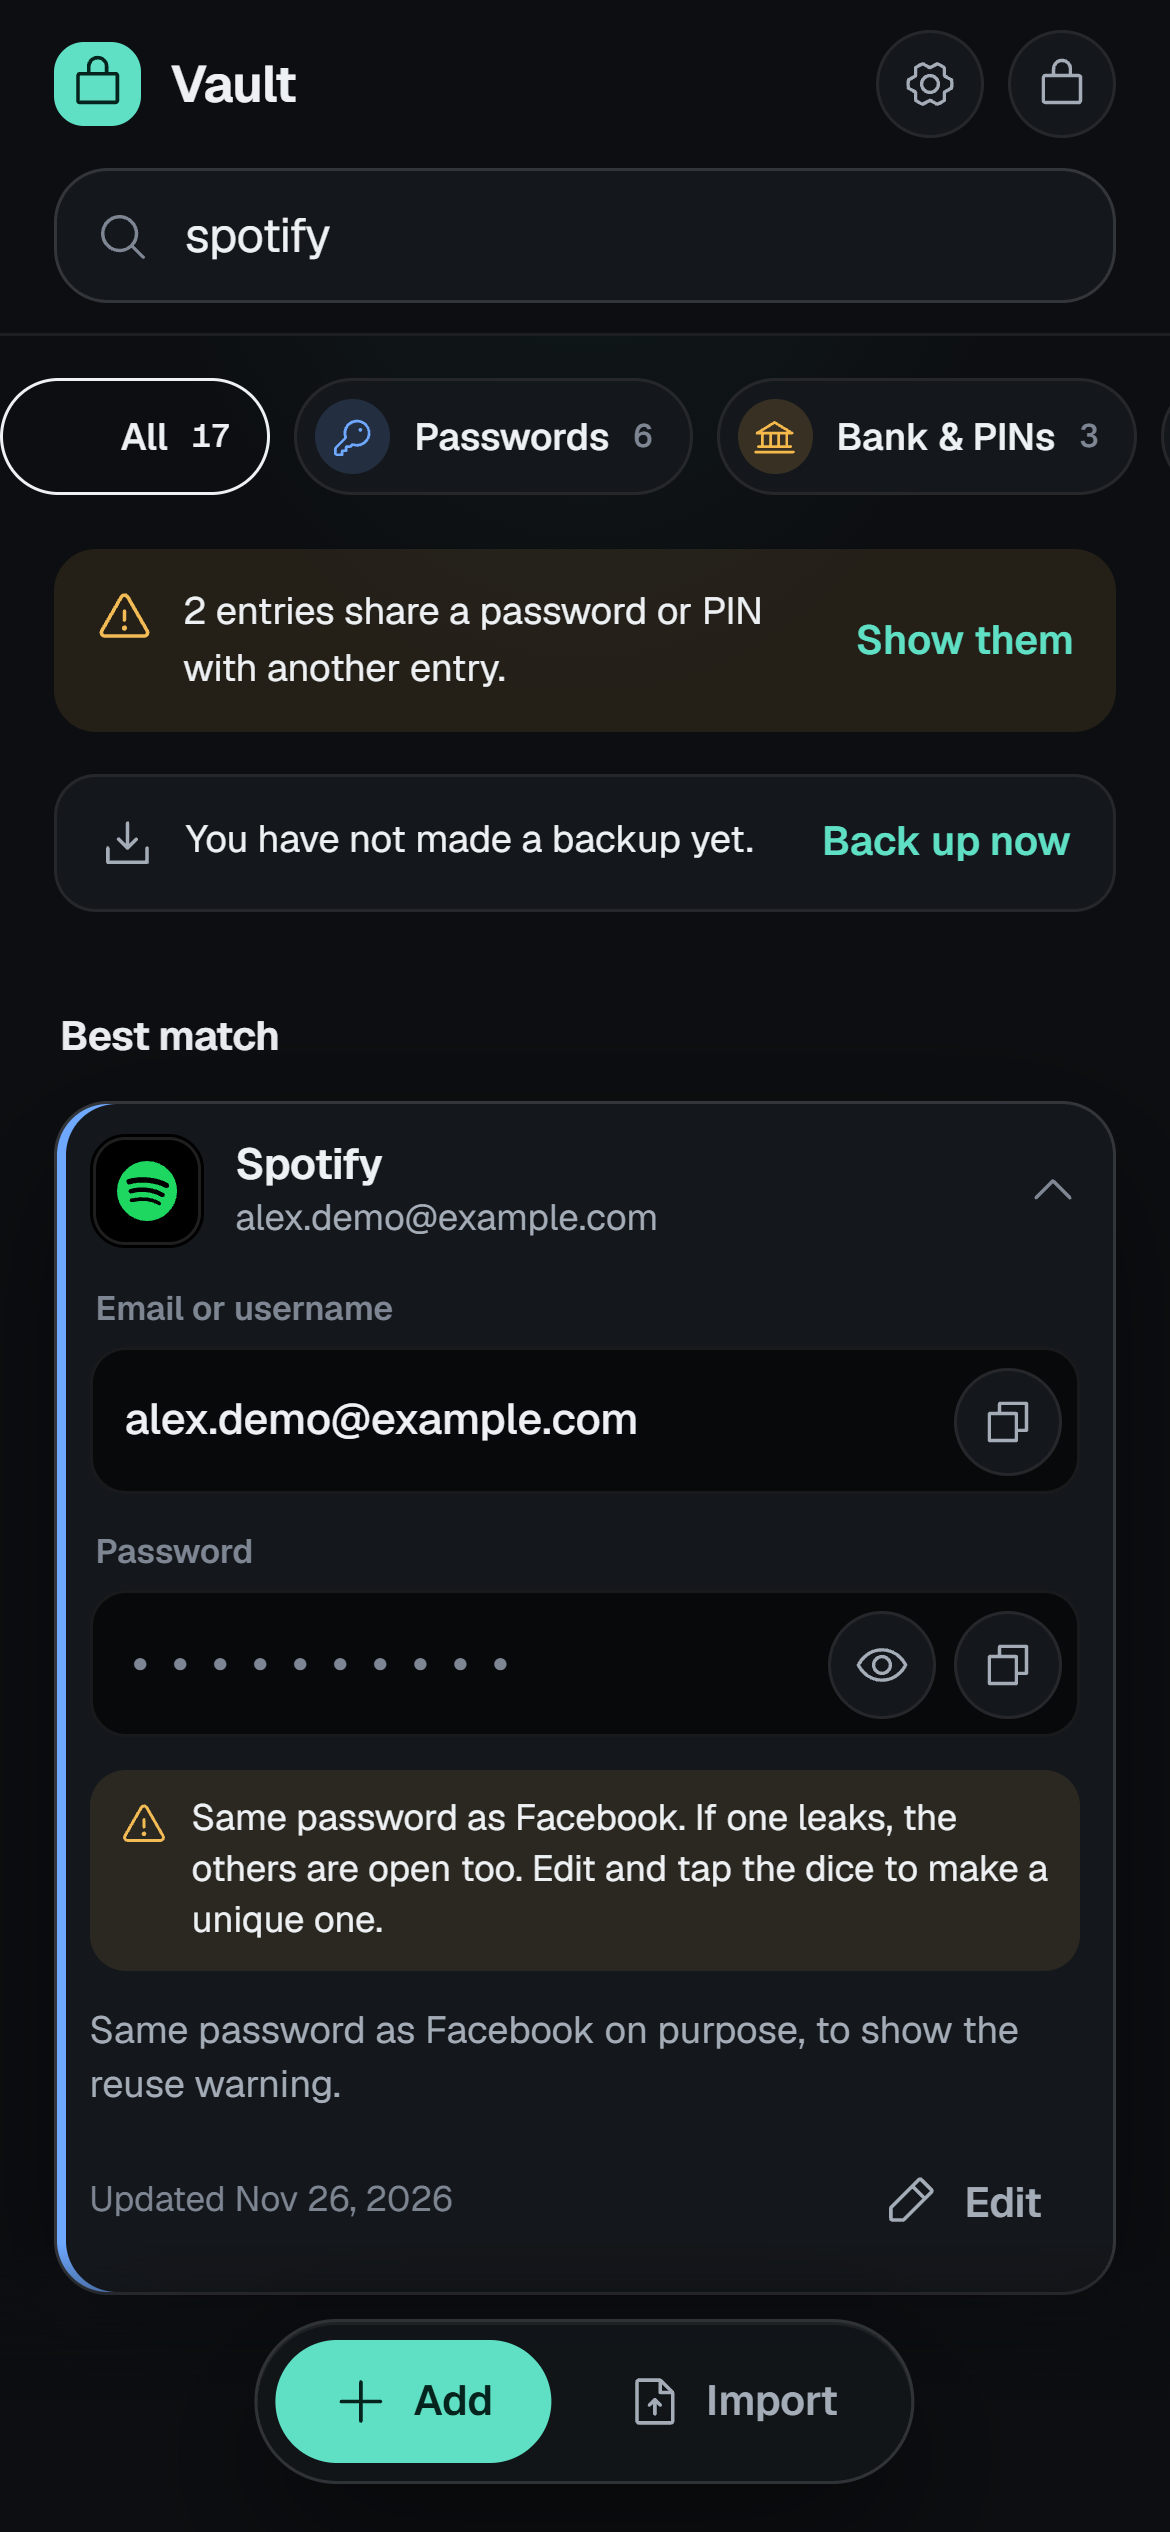 Vault
spotify
All 17
Passwords 6
Bank & PINs 3
2 entries share a password or PIN
with another entry.
Show them
You have not made a backup yet.
Back up now
Best match
Spotify
alex.demo@example.com
Email or username
alex.demo@example.com
Password
Same password as Facebook. If one leaks, the
others are open too. Edit and tap the dice to make a
unique one.
Same password as Facebook on purpose, to show the
reuse warning.
Updated Nov 26, 2026
Edit
Add
Import